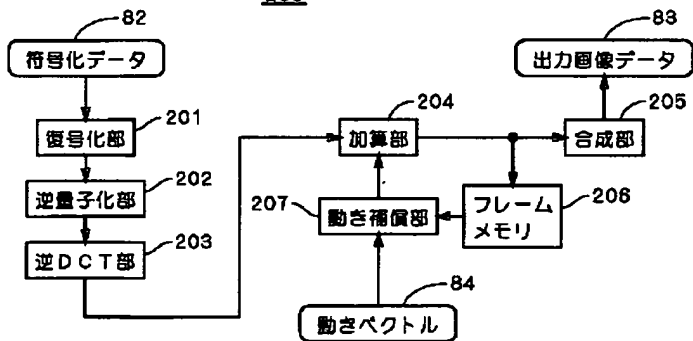 82
符号化データ
83
出力画像データ
201
復号化部
204
加算部
205
合成部
202
逆量子化部
207
動き補償部
フレーム
メモリ
206
203
逆DCT部
84
動きベクトル